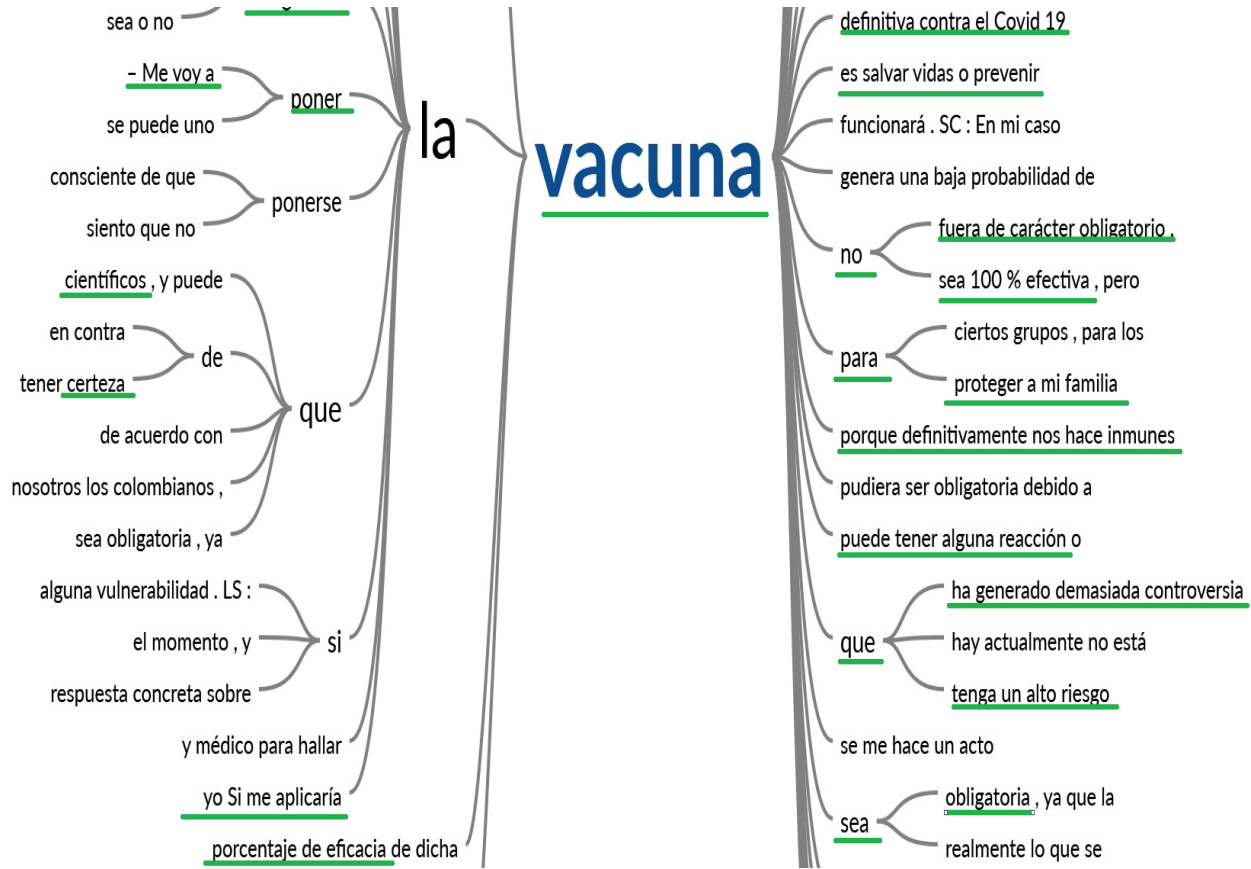 sea o no
– Me voy a
se puede uno
poner
consciente de que
siento que no
ponerse
científicos , y puede
en contra
tener certeza
de
de acuerdo con
nosotros los colombianos ,
sea obligatoria , ya
que
alguna vulnerabilidad . LS :
el momento , y
respuesta concreta sobre
si
y médico para hallar
yo Si me aplicaría
la
porcentaje de eficacia de dicha
vacuna
definitiva contra el Covid 19
es salvar vidas o prevenir
funcionará . SC : En mi caso
genera una baja probabilidad de
no
fuera de carácter obligatorio ,
sea 100 % efectiva , pero
para
ciertos grupos , para los
proteger a mi familia
porque definitivamente nos hace inmunes
pudiera ser obligatoria debido a
puede tener alguna reacción o
que
ha generado demasiada controversia
hay actualmente no está
tenga un alto riesgo
se me hace un acto
sea
obligatoria , ya que la
realmente lo que se